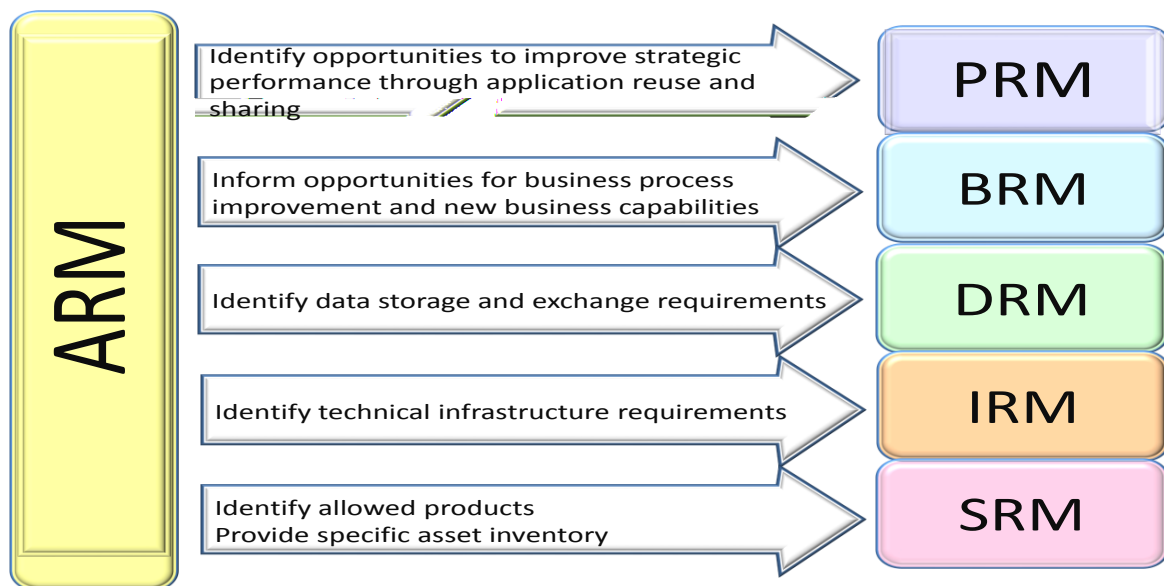 ARM
Identify opportunities to improve strategic
performance through application reuse and
sharing
PRM
Inform opportunities for business process
improvement and new business capabilities
BRM
Identify data storage and exchange requirements
DRM
Identify technical infrastructure requirements
IRM
Identify allowed products
Provide specific asset inventory
SRM